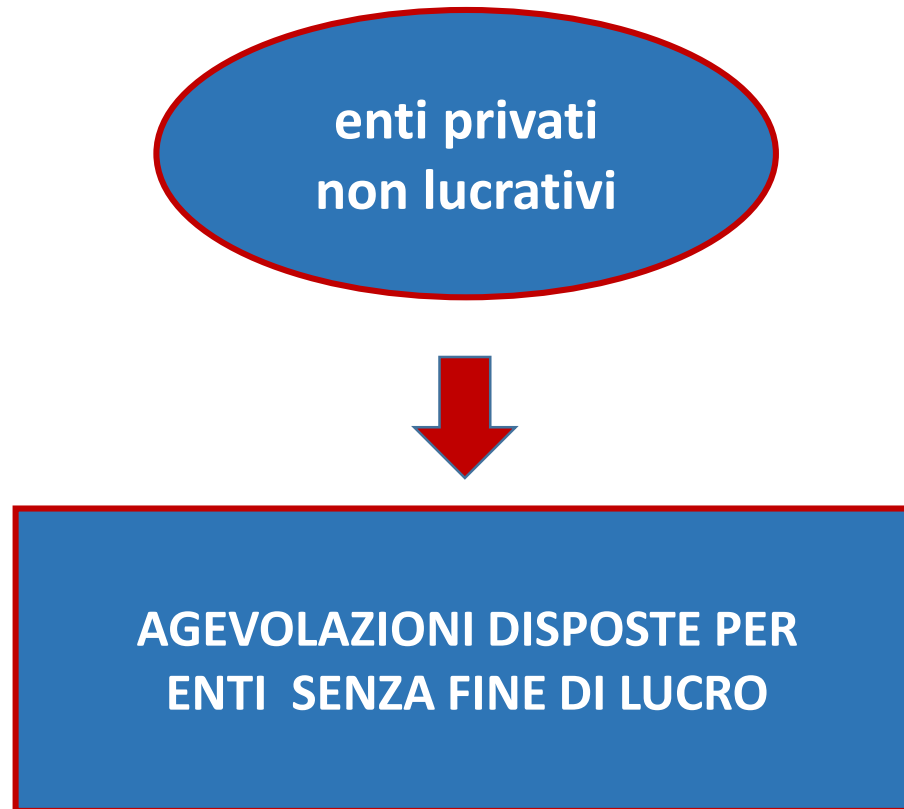 enti privati
non lucrativi
AGEVOLAZIONI DISPOSTE PER
ENTI  SENZA FINE DI LUCRO